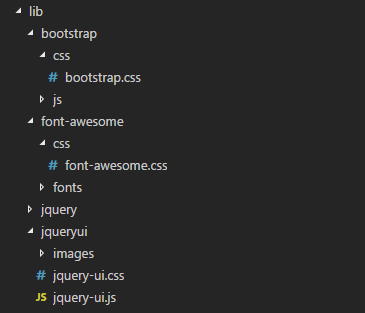 lib
bootstrap
css
# bootstrap.css
js
font-awesome
css
# font-awesome.css
fonts
jquery
jqueryui
images
# jquery-ui.css
JS jquery-ui.js